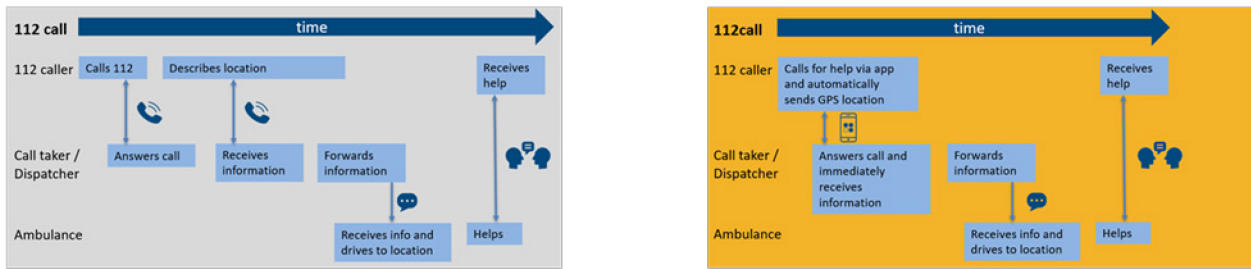 112 call
time
112 caller
Calls 112
Describes location
Receives
help
Call taker /
Dispatcher
Answers call
Receives
information
Forwards
information
Ambulance
Receives info and
drives to location
Helps
112call
time
112 caller
Calls for help via app
and automatically
sends GPS location
Receives
help
Call taker /
Dispatcher
Answers call and
immediately
receives
information
Forwards
information
Ambulance
Receives info and
drives to location
Helps